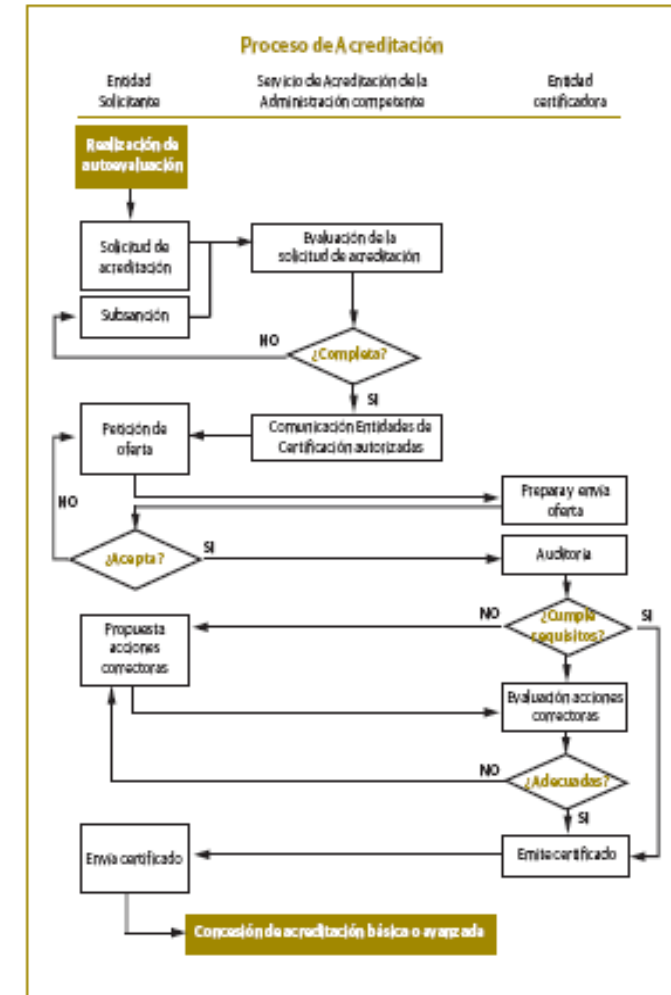 Proceso de Acreditación
Entidad
Solicitante
Servicio de Acreditación de la
Administración competente
Entidad
certificadora
Realización de
autoevaluación
Solicitud de
acreditación
Evaluación de la
solicitud de acreditación
Subsanción
NO
¿Completa?
SI
Petición de
oferta
Comunicación Entidades de
Certificación autorizadas
NO
Prepara y envía
oferta
¿Acepta?
SI
Auditoria
Propuesta
acciones
correctoras
NO
¿Cumple
requisitos?
SI
Evaluación acciones
correctoras
NO
¿Adecuadas?
SI
Envía certificado
Emite certificado
Concesión de acreditación básica o avanzada